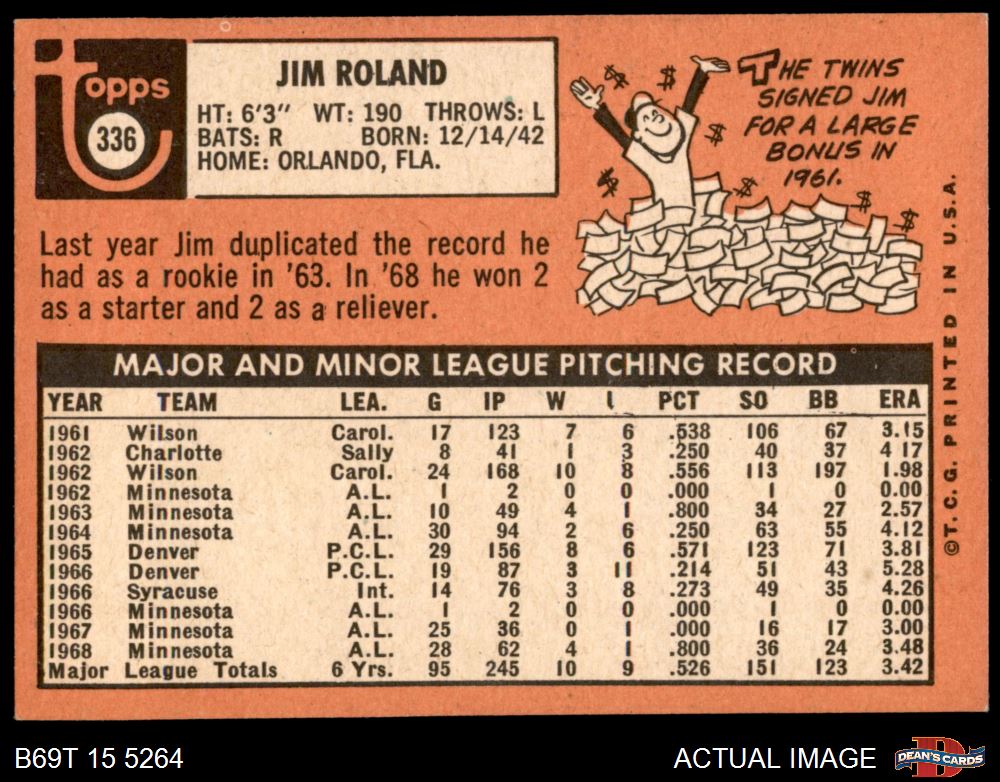 Topps
336
JIM ROLAND
HT: 6'3" WT: 190 THROWS: L
BATS: R BORN: 12/14/42
HOME: ORLANDO, FLA.
THE TWINS
SIGNED JIM
FOR A LARGE
BONUS IN
1961.
$ $ $ $ $ $ $
Last year Jim duplicated the record he
had as a rookie in '63. In '68 he won 2
as a starter and 2 as a reliever.
MAJOR AND MINOR LEAGUE PITCHING RECORD
YEAR TEAM LEA. G IP W L PCT SO BB ERA
1961 Wilson Carol. 17 123 7 6 .538 106 67 3.15
1962 Charlotte Sally 8 41 1 3 .250 40 37 4 17
1962 Wilson Carol. 24 168 10 8 .556 113 197 1.98
1962 Minnesota A.L. 1 2 0 0 .000 1 0 0.00
1963 Minnesota A.L. 10 49 4 1 .800 34 27 2.57
1964 Minnesota A.L. 30 94 2 6 .250 63 55 4.12
1965 Denver P.C.L. 29 156 8 6 .571 123 71 3.81
1966 Denver P.C.L. 19 87 3 11 .214 51 43 5.28
1966 Syracuse Int. 14 76 3 8 .273 49 35 4.26
1966 Minnesota A.L. 1 2 0 0 .000 1 0 0.00
1967 Minnesota A.L. 25 36 0 1 .000 16 17 3.00
1968 Minnesota A.L. 28 62 4 1 .800 36 24 3.48
Major League Totals 6 Yrs. 95 245 10 9 .526 151 123 3.42
©T.C.G. PRINTED IN U.S.A.
B69T 15 5264
ACTUAL IMAGE
DEAN'S CARDS